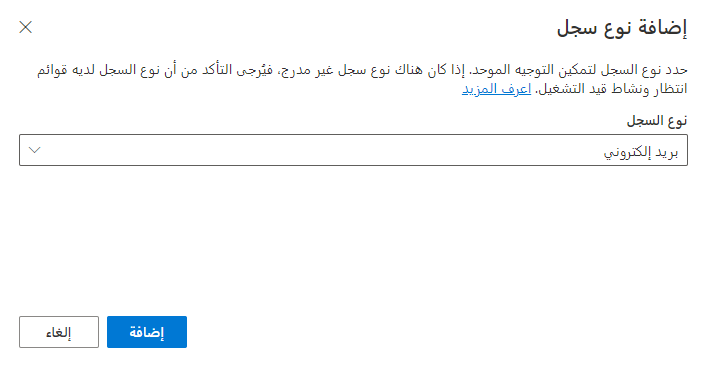 إضافة نوع سجل
حدد نوع السجل لتمكين التوجيه الموحد. إذا كان هناك نوع سجل غير مدرج، فيُرجى التأكد من أن نوع السجل لديه قوائم
انتظار ونشاط قيد التشغيل. اعرف المزيد
نوع السجل
بريد إلكتروني
إضافة
إلغاء